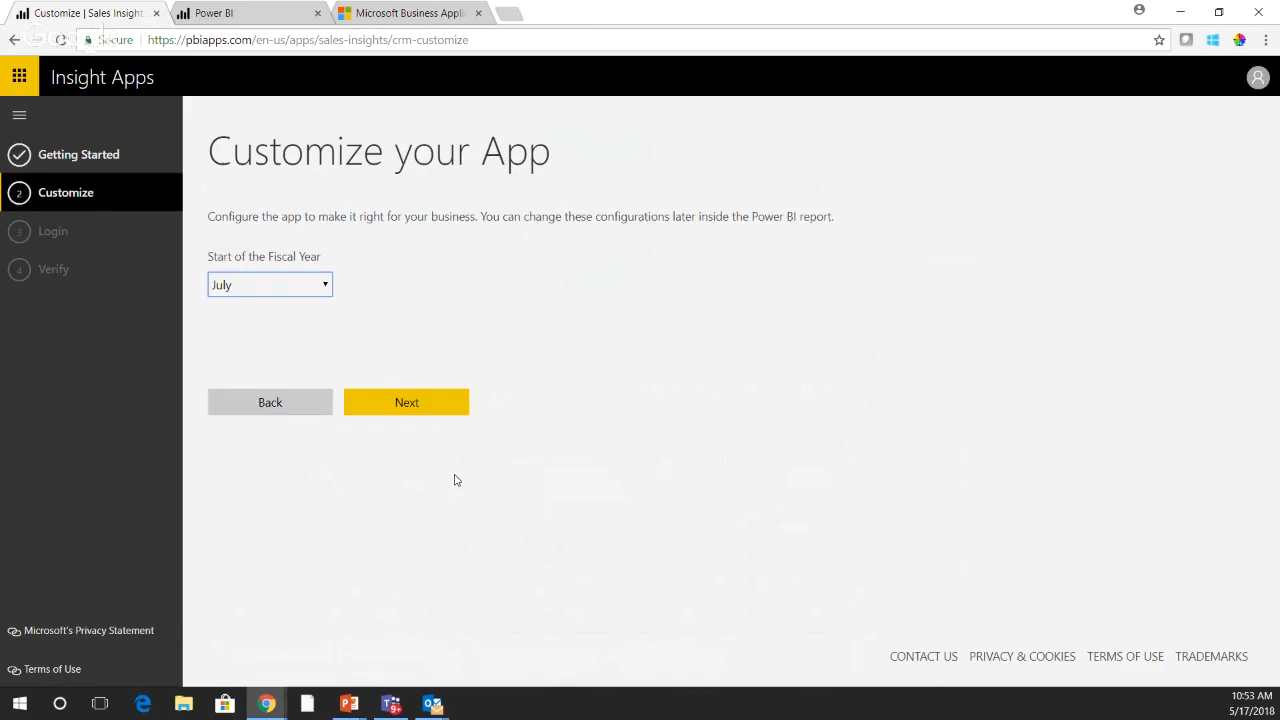 Customize | Sales Insights
Power BI
Microsoft Business Appli
Secure
https://pbiapps.com/en-us/apps/sales-insights/crm-customize
Insight Apps
Getting Started
2 Customize
3 Login
4 Verify
Customize your App
Configure the app to make it right for your business. You can change these configurations later inside the Power BI report.
Start of the Fiscal Year
July
Back
Next
Microsoft's Privacy Statement
Terms of Use
CONTACT US PRIVACY & COOKIES TERMS OF USE TRADEMARKS
9+
10:53 AM
5/17/2018